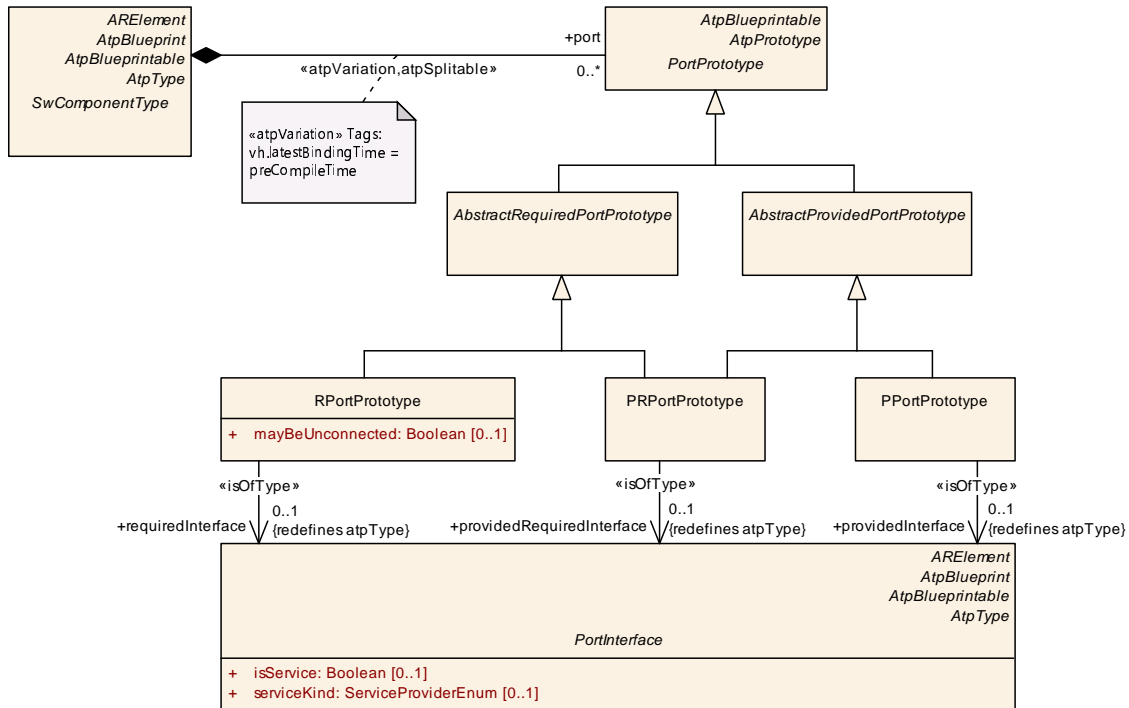 ARElement
AtpBlueprint
AtpBlueprintable
AtpType
SwComponentType
+port
«atpVariation,atpSplitable»
0..*
AtpBlueprintable
AtpPrototype
PortPrototype
«atpVariation» Tags:
vh.latestBindingTime =
preCompileTime
AbstractRequiredPortPrototype
AbstractProvidedPortPrototype
RPortPrototype
+ mayBeUnconnected: Boolean [0..1]
PRPortPrototype
PPortPrototype
«isOfType»
0..1
+requiredInterface
{redefines atpType}
«isOfType»
0..1
+providedRequiredInterface
{redefines atpType}
«isOfType»
0..1
+providedInterface
{redefines atpType}
ARElement
AtpBlueprint
AtpBlueprintable
AtpType
PortInterface
+ isService: Boolean [0..1]
+ serviceKind: ServiceProviderEnum [0..1]